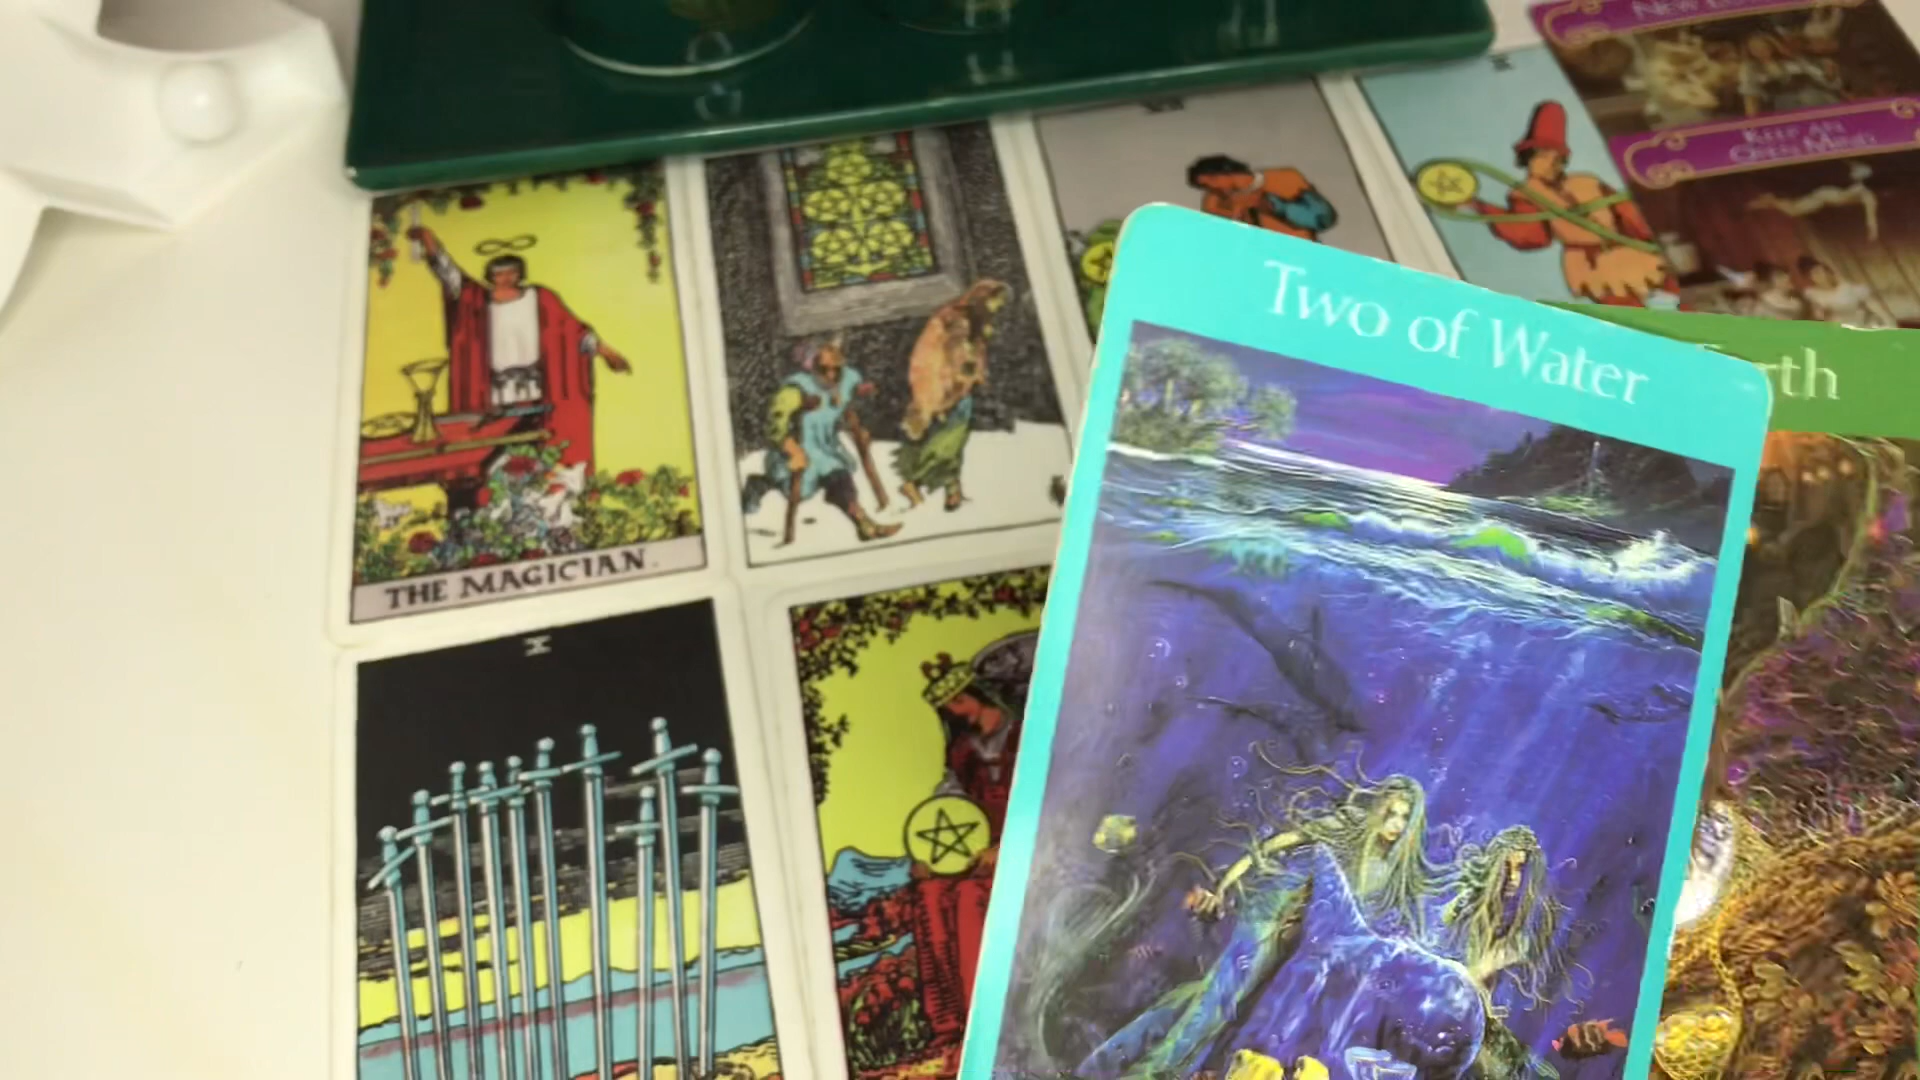 KEEP AN
OPEN MIND
Two of Water
rth
THE MAGICIAN.
X